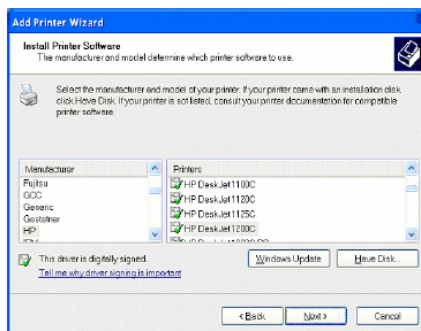 Add Printer Wizard
Install Printer Software
The manufacturer and model determine which printer software to use.
Select the manufacturer and model of your printer. If your printer came with an installation disk,
click Have Disk. If your printer is not listed, consult your printer documentation for compatible
printer software.
Manufacturer
Fujitsu
GCC
Generic
Gestetner
HP
Printers
HP DeskJet 1100C
HP DeskJet 1120C
HP DeskJet 1125C
HP DeskJet 1200C
This driver is digitally signed.
Tell me why driver signing is important
Windows Update
Have Disk...
< Back
Next >
Cancel